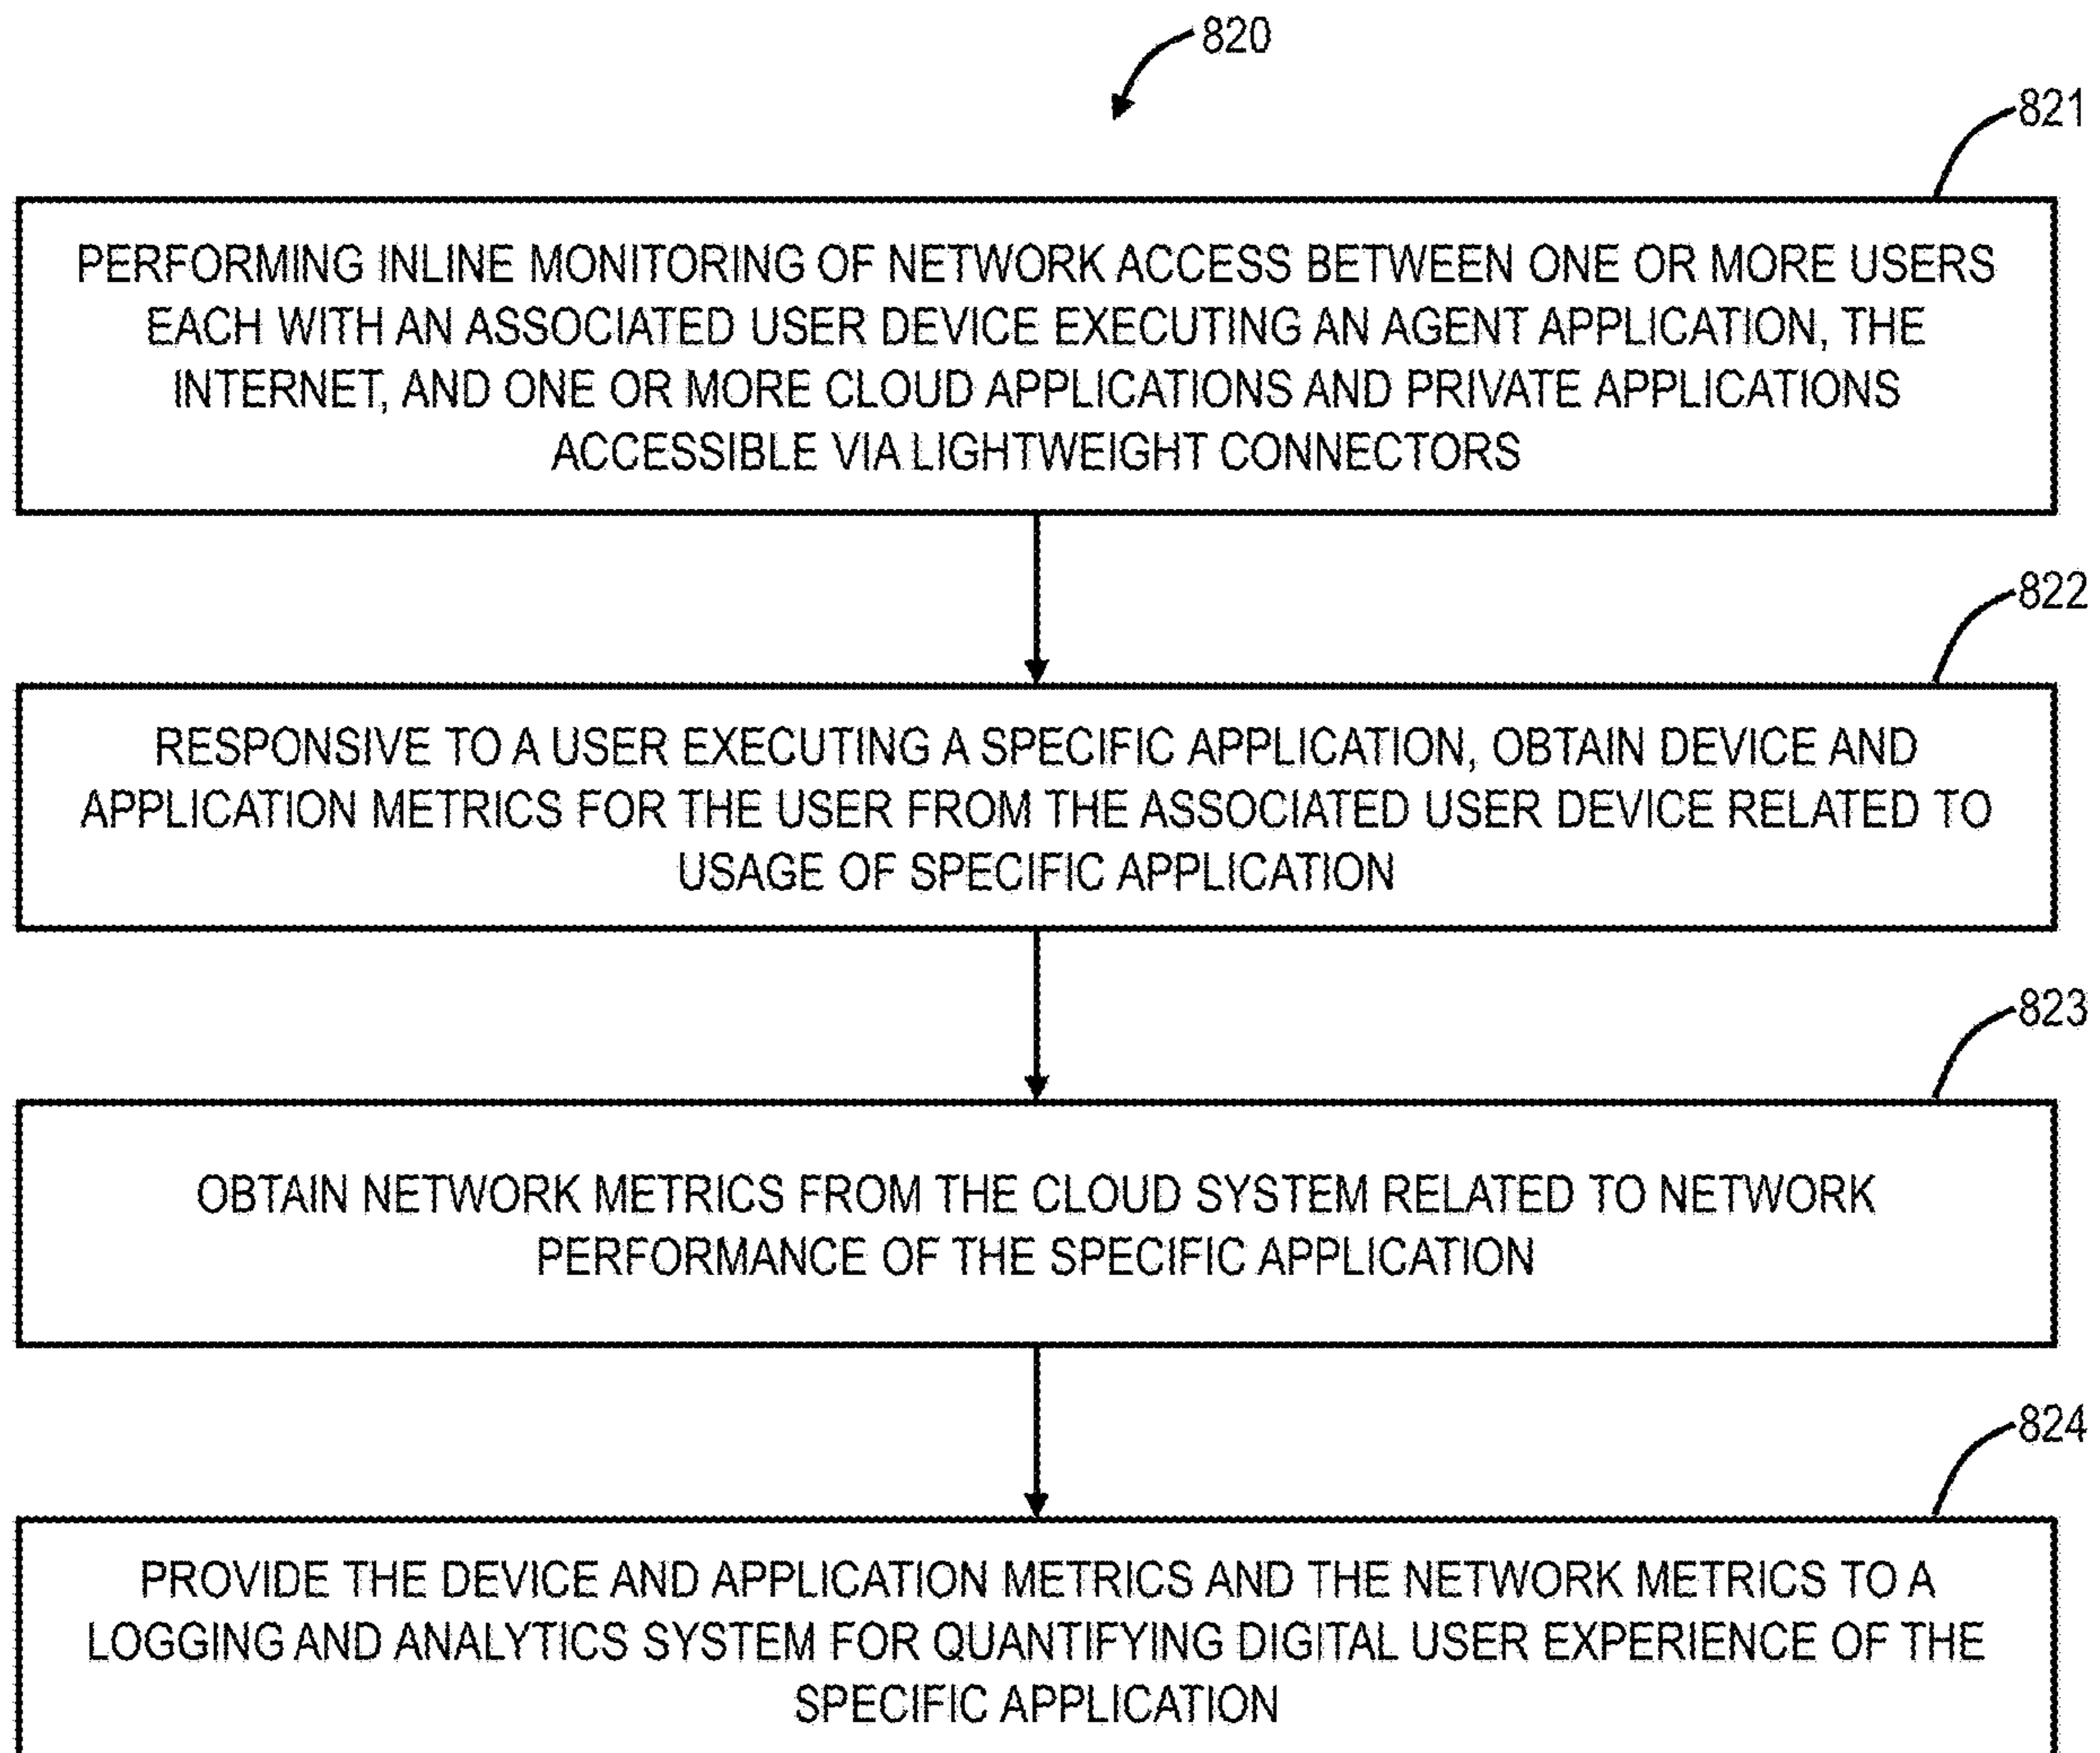 820
821
PERFORMING INLINE MONITORING OF NETWORK ACCESS BETWEEN ONE OR MORE USERS
EACH WITH AN ASSOCIATED USER DEVICE EXECUTING AN AGENT APPLICATION, THE
INTERNET, AND ONE OR MORE CLOUD APPLICATIONS AND PRIVATE APPLICATIONS
ACCESSIBLE VIA LIGHTWEIGHT CONNECTORS
822
RESPONSIVE TO A USER EXECUTING A SPECIFIC APPLICATION, OBTAIN DEVICE AND
APPLICATION METRICS FOR THE USER FROM THE ASSOCIATED USER DEVICE RELATED TO
USAGE OF SPECIFIC APPLICATION
823
OBTAIN NETWORK METRICS FROM THE CLOUD SYSTEM RELATED TO NETWORK
PERFORMANCE OF THE SPECIFIC APPLICATION
824
PROVIDE THE DEVICE AND APPLICATION METRICS AND THE NETWORK METRICS TO A
LOGGING AND ANALYTICS SYSTEM FOR QUANTIFYING DIGITAL USER EXPERIENCE OF THE
SPECIFIC APPLICATION